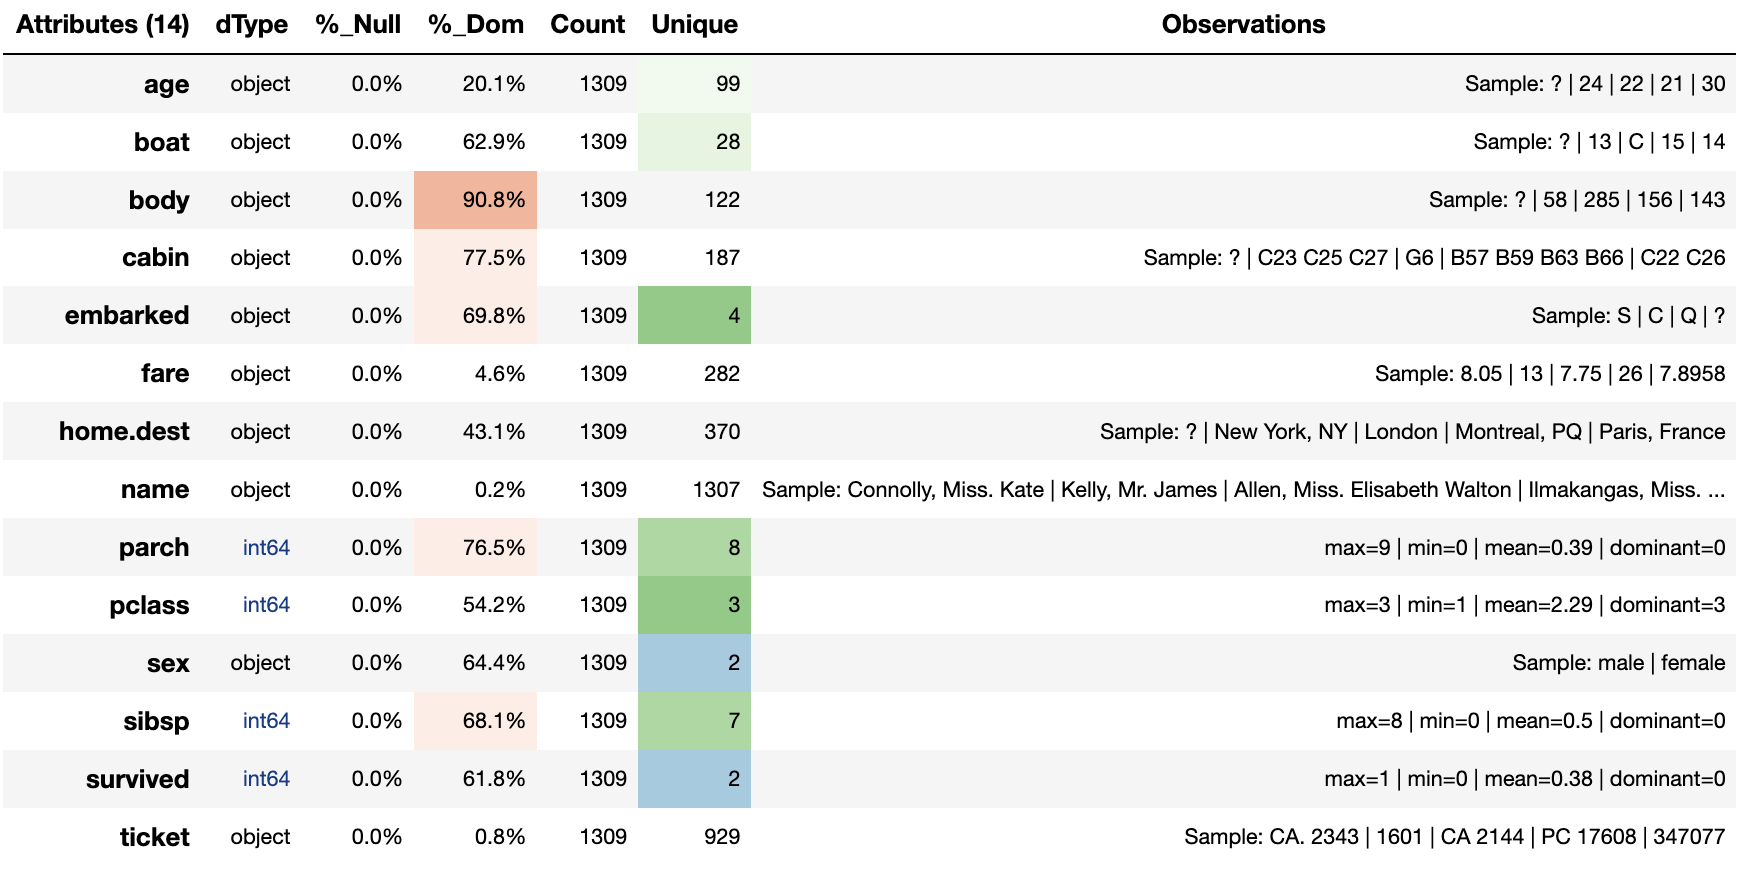 Attributes (14) dType %_Null %_Dom Count Unique Observations
age object 0.0% 20.1% 1309 99 Sample: ? | 24 | 22 | 21 | 30
boat object 0.0% 62.9% 1309 28 Sample: ? | 13 | C | 15 | 14
body object 0.0% 90.8% 1309 122 Sample: ? | 58 | 285 | 156 | 143
cabin object 0.0% 77.5% 1309 187 Sample: ? | C23 C25 C27 | G6 | B57 B59 B63 B66 | C22 C26
embarked object 0.0% 69.8% 1309 4 Sample: S | C | Q | ?
fare object 0.0% 4.6% 1309 282 Sample: 8.05 | 13 | 7.75 | 26 | 7.8958
home.dest object 0.0% 43.1% 1309 370 Sample: ? | New York, NY | London | Montreal, PQ | Paris, France
name object 0.0% 0.2% 1309 1307 Sample: Connolly, Miss. Kate | Kelly, Mr. James | Allen, Miss. Elisabeth Walton | Ilmakangas, Miss. ...
parch int64 0.0% 76.5% 1309 8 max=9 | min=0 | mean=0.39 | dominant=0
pclass int64 0.0% 54.2% 1309 3 max=3 | min=1 | mean=2.29 | dominant=3
sex object 0.0% 64.4% 1309 2 Sample: male | female
sibsp int64 0.0% 68.1% 1309 7 max=8 | min=0 | mean=0.5 | dominant=0
survived int64 0.0% 61.8% 1309 2 max=1 | min=0 | mean=0.38 | dominant=0
ticket object 0.0% 0.8% 1309 929 Sample: CA. 2343 | 1601 | CA 2144 | PC 17608 | 347077